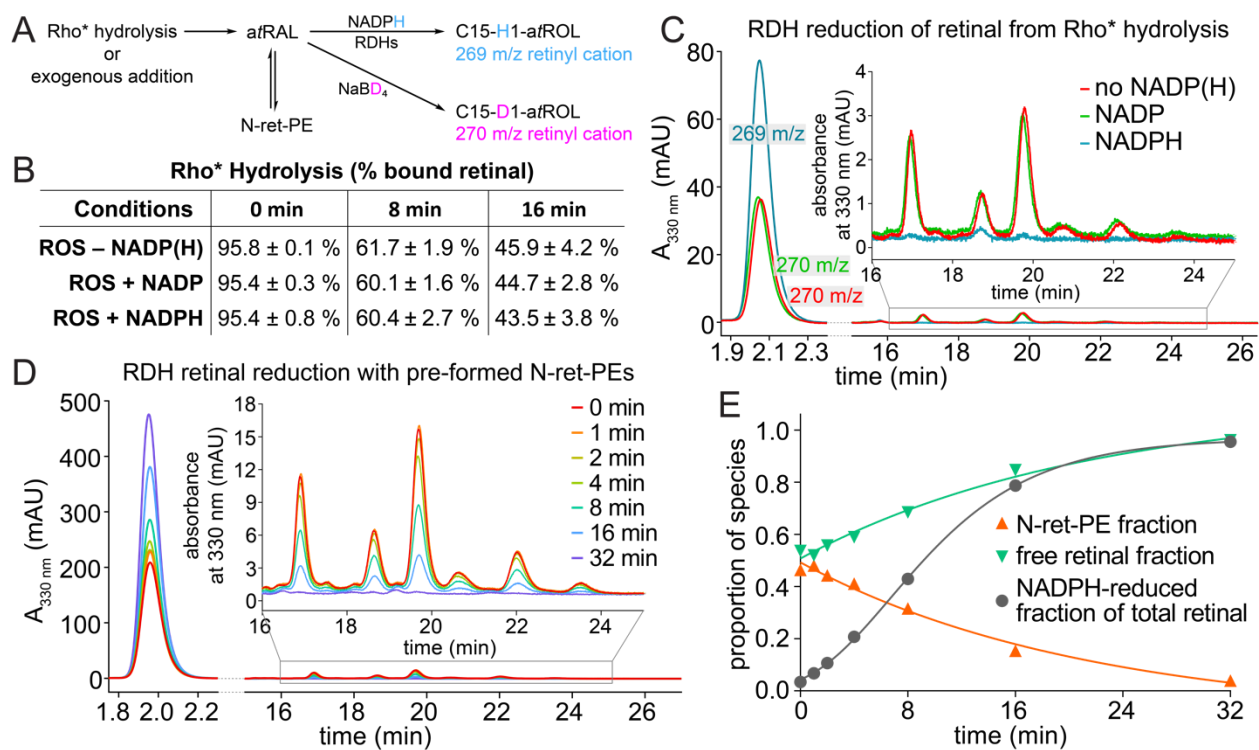 A
Rho* hydrolysis
or
exogenous addition
atRAL
N-ret-PE
NADPH
RDHs
NaBD4
C15-H1-atROL
269 m/z retinyl cation
C15-D1-atROL
270 m/z retinyl cation
B
Rho* Hydrolysis (% bound retinal)
Conditions 0 min 8 min 16 min
ROS – NADP(H) 95.8 ± 0.1 % 61.7 ± 1.9 % 45.9 ± 4.2 %
ROS + NADP 95.4 ± 0.3 % 60.1 ± 1.6 % 44.7 ± 2.8 %
ROS + NADPH 95.4 ± 0.8 % 60.4 ± 2.7 % 43.5 ± 3.8 %
C
RDH reduction of retinal from Rho* hydrolysis
A330 nm (mAU)
80
60
40
20
0
269 m/z
270 m/z
270 m/z
absorbance
at 330 nm (mAU)
4
3
2
1
0
no NADP(H)
NADP
NADPH
16 18 20 22 24
time (min)
1.9 2.1 2.3 16 18 20 22 24 26
time (min)
D
RDH retinal reduction with pre-formed N-ret-PEs
A330 nm (mAU)
500
400
300
200
100
0
absorbance
at 330 nm (mAU)
18
15
12
9
6
3
0
0 min
1 min
2 min
4 min
8 min
16 min
32 min
16 18 20 22 24
time (min)
1.8 2.0 2.2 16 18 20 22 24 26
time (min)
E
proportion of species
1.0
0.8
0.6
0.4
0.2
0.0
N-ret-PE fraction
free retinal fraction
NADPH-reduced
fraction of total retinal
0 8 16 24 32
time (min)